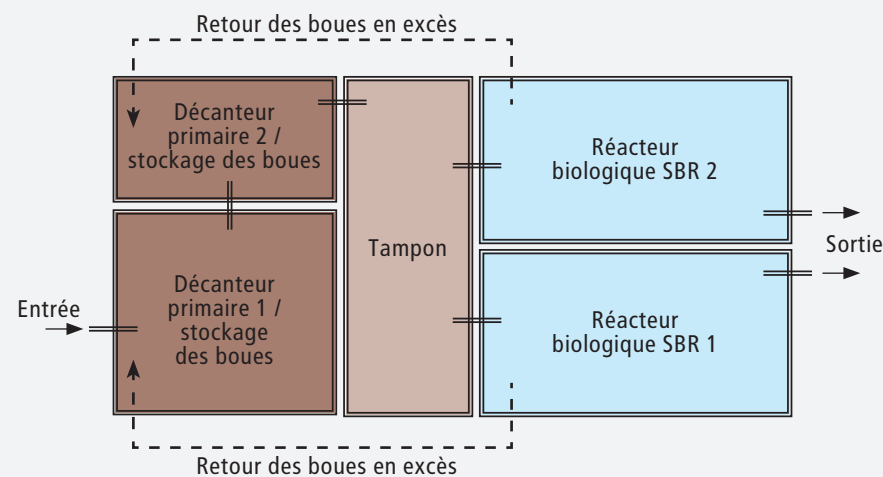 Retour des boues en excès
Décanteur
primaire 2 /
stockage des boues
Réacteur
biologique SBR 2
Tampon
Sortie
Entrée
Décanteur
primaire 1 /
stockage
des boues
Réacteur
biologique SBR 1
Retour des boues en excès